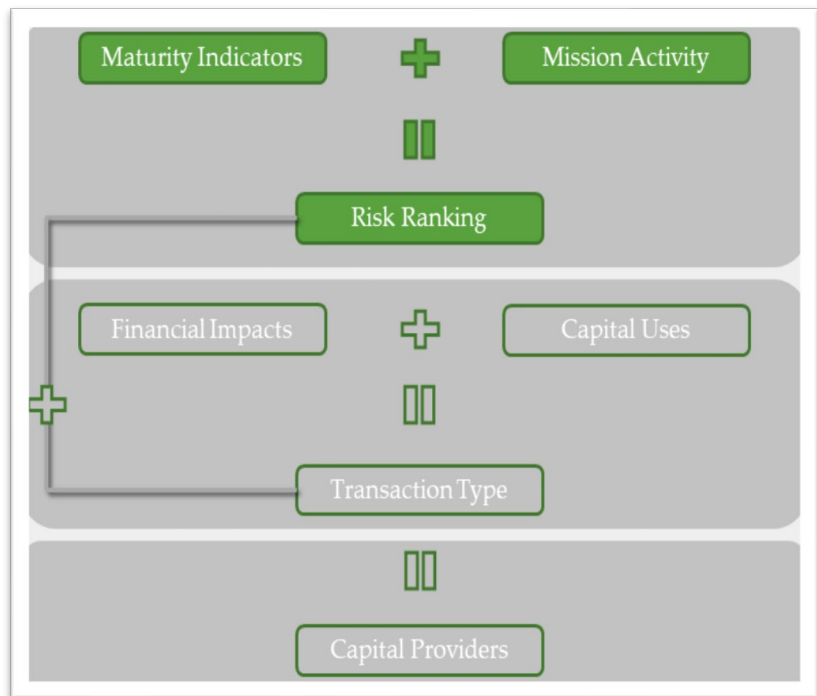 Maturity Indicators
Mission Activity
Risk Ranking
Financial Impacts
Capital Uses
Transaction Type
Capital Providers